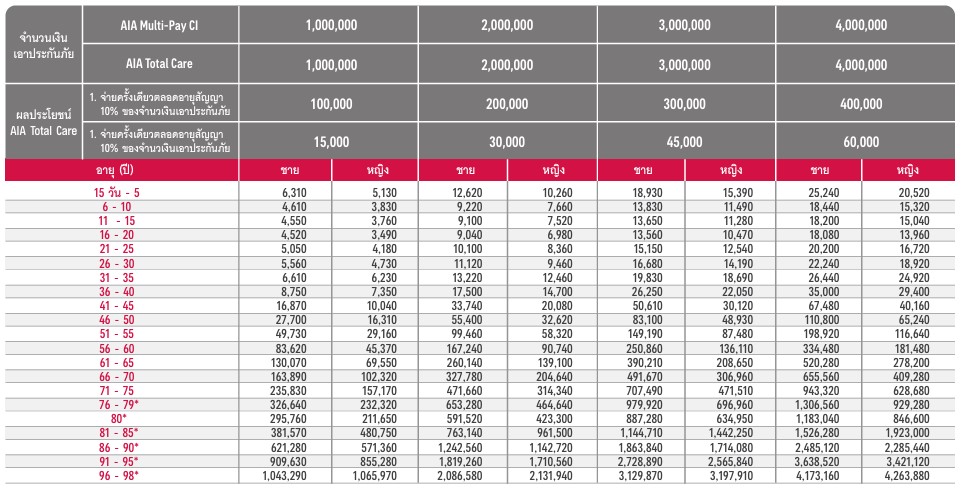 จำนวนเงิน
เอาประกันภัย
AIA Multi-Pay CI 1,000,000 2,000,000 3,000,000 4,000,000
AIA Total Care 1,000,000 2,000,000 3,000,000 4,000,000
ผลประโยชน์
AIA Total Care
1. จ่ายครั้งเดียวตลอดอายุสัญญา
10% ของจำนวเงินเอาประกันภัย
100,000 200,000 300,000 400,000
1. จ่ายครั้งเดียวตลอดอายุสัญญา
10% ของจำนวเงินเอาประกันภัย
15,000 30,000 45,000 60,000
อายุ (ปี) ชาย หญิง ชาย หญิง ชาย หญิง ชาย หญิง
15 วัน - 5 6,310 5,130 12,620 10,260 18,930 15,390 25,240 20,520
6 - 10 4,610 3,830 9,220 7,660 13,830 11,490 18,440 15,320
11 - 15 4,550 3,760 9,100 7,520 13,650 11,280 18,200 15,040
16 - 20 4,520 3,490 9,040 6,980 13,560 10,470 18,080 13,960
21 - 25 5,050 4,180 10,100 8,360 15,150 12,540 20,200 16,720
26 - 30 5,560 4,730 11,120 9,460 16,680 14,190 22,240 18,920
31 - 35 6,610 6,230 13,220 12,460 19,830 18,690 26,440 24,920
36 - 40 8,750 7,350 17,500 14,700 26,250 22,050 35,000 29,400
41 - 45 16,870 10,040 33,740 20,080 50,610 30,120 67,480 40,160
46 - 50 27,700 16,310 55,400 32,620 83,100 48,930 110,800 65,240
51 - 55 49,730 29,160 99,460 58,320 149,190 87,480 198,920 116,640
56 - 60 83,620 45,370 167,240 90,740 250,860 136,110 334,480 181,480
61 - 65 130,070 69,550 260,140 139,100 390,210 208,650 520,280 278,200
66 - 70 163,890 102,320 327,780 204,640 491,670 306,960 655,560 409,280
71 - 75 235,830 157,170 471,660 314,340 707,490 471,510 943,320 628,680
76 - 79* 326,640 232,320 653,280 464,640 979,920 696,960 1,306,560 929,280
80* 295,760 211,650 591,520 423,300 887,280 634,950 1,183,040 846,600
81 - 85* 381,570 480,750 763,140 961,500 1,144,710 1,442,250 1,526,280 1,923,000
86 - 90* 621,280 571,360 1,242,560 1,142,720 1,863,840 1,714,080 2,485,120 2,285,440
91 - 95* 909,630 855,280 1,819,260 1,710,560 2,728,890 2,565,840 3,638,520 3,421,120
96 - 98* 1,043,290 1,065,970 2,086,580 2,131,940 3,129,870 3,197,910 4,173,160 4,263,880